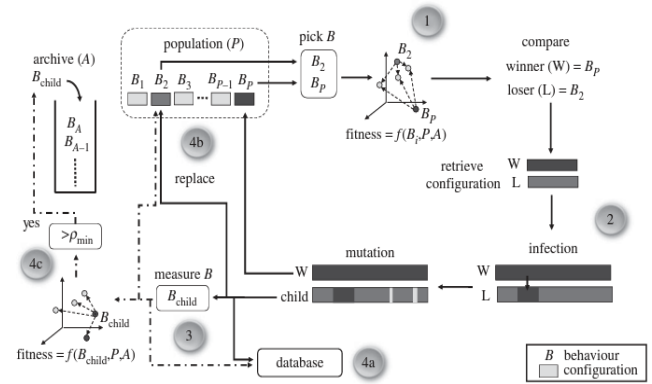 archive (A)
B_child
B_A
B_A–1
population (P)
B_1 B_2 B_3 ··· B_P–1 B_P
pick B
B_2
B_P
1
B_2
B_P
fitness = f(B_i,P,A)
compare
winner (W) = B_P
loser (L) = B_2
retrieve
configuration
W
L
2
infection
W
L
mutation
W
child
4b
replace
measure B
B_child
3
database
4a
yes
>ρ_min
4c
B_child
fitness = f(B_child,P,A)
B behaviour
configuration